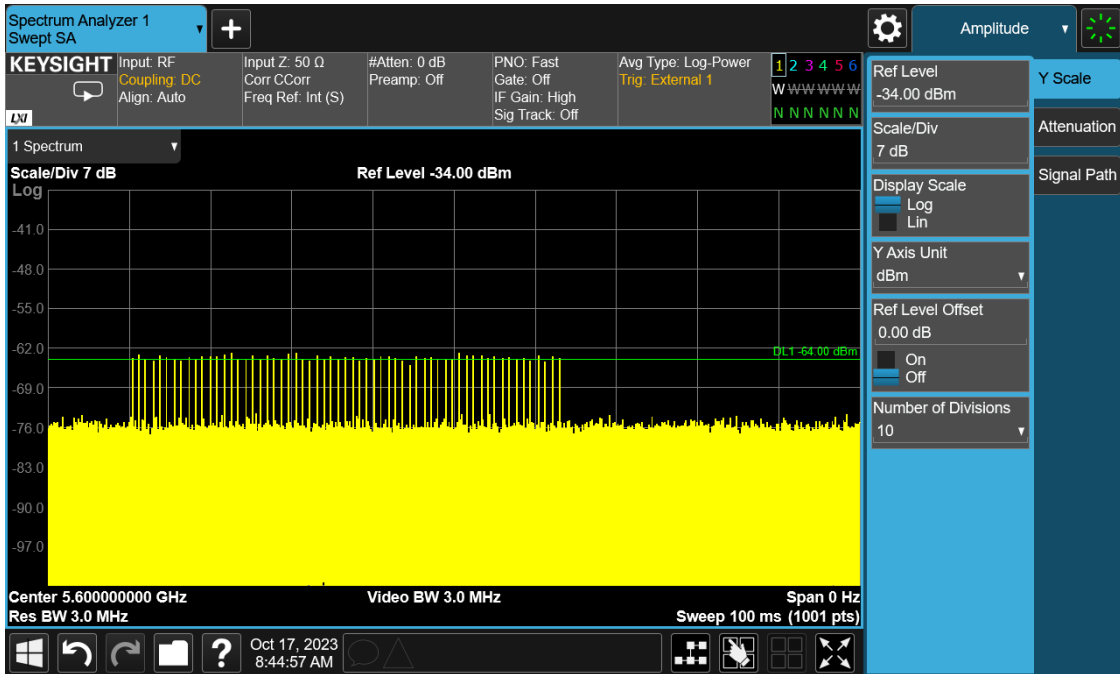 Spectrum Analyzer 1
Swept SA
+
Amplitude
KEYSIGHT
LXI
Input: RF
Coupling: DC
Align: Auto
Input Z: 50 Ω
Corr CCorr
Freq Ref: Int (S)
#Atten: 0 dB
Preamp: Off
PNO: Fast
Gate: Off
IF Gain: High
Sig Track: Off
Avg Type: Log-Power
Trig: External 1
1 2 3 4 5 6
W W W W W W
N N N N N N
1 Spectrum
Scale/Div 7 dB
Ref Level -34.00 dBm
Log
-41.0
-48.0
-55.0
-62.0
-69.0
-76.0
-83.0
-90.0
-97.0
DL1 -64.00 dBm
Center 5.600000000 GHz
Video BW 3.0 MHz
Span 0 Hz
Res BW 3.0 MHz
Sweep 100 ms (1001 pts)
?
Oct 17, 2023
8:44:57 AM
Ref Level
-34.00 dBm
Scale/Div
7 dB
Display Scale
Log
Lin
Y Axis Unit
dBm
Ref Level Offset
0.00 dB
On
Off
Number of Divisions
10
Y Scale
Attenuation
Signal Path